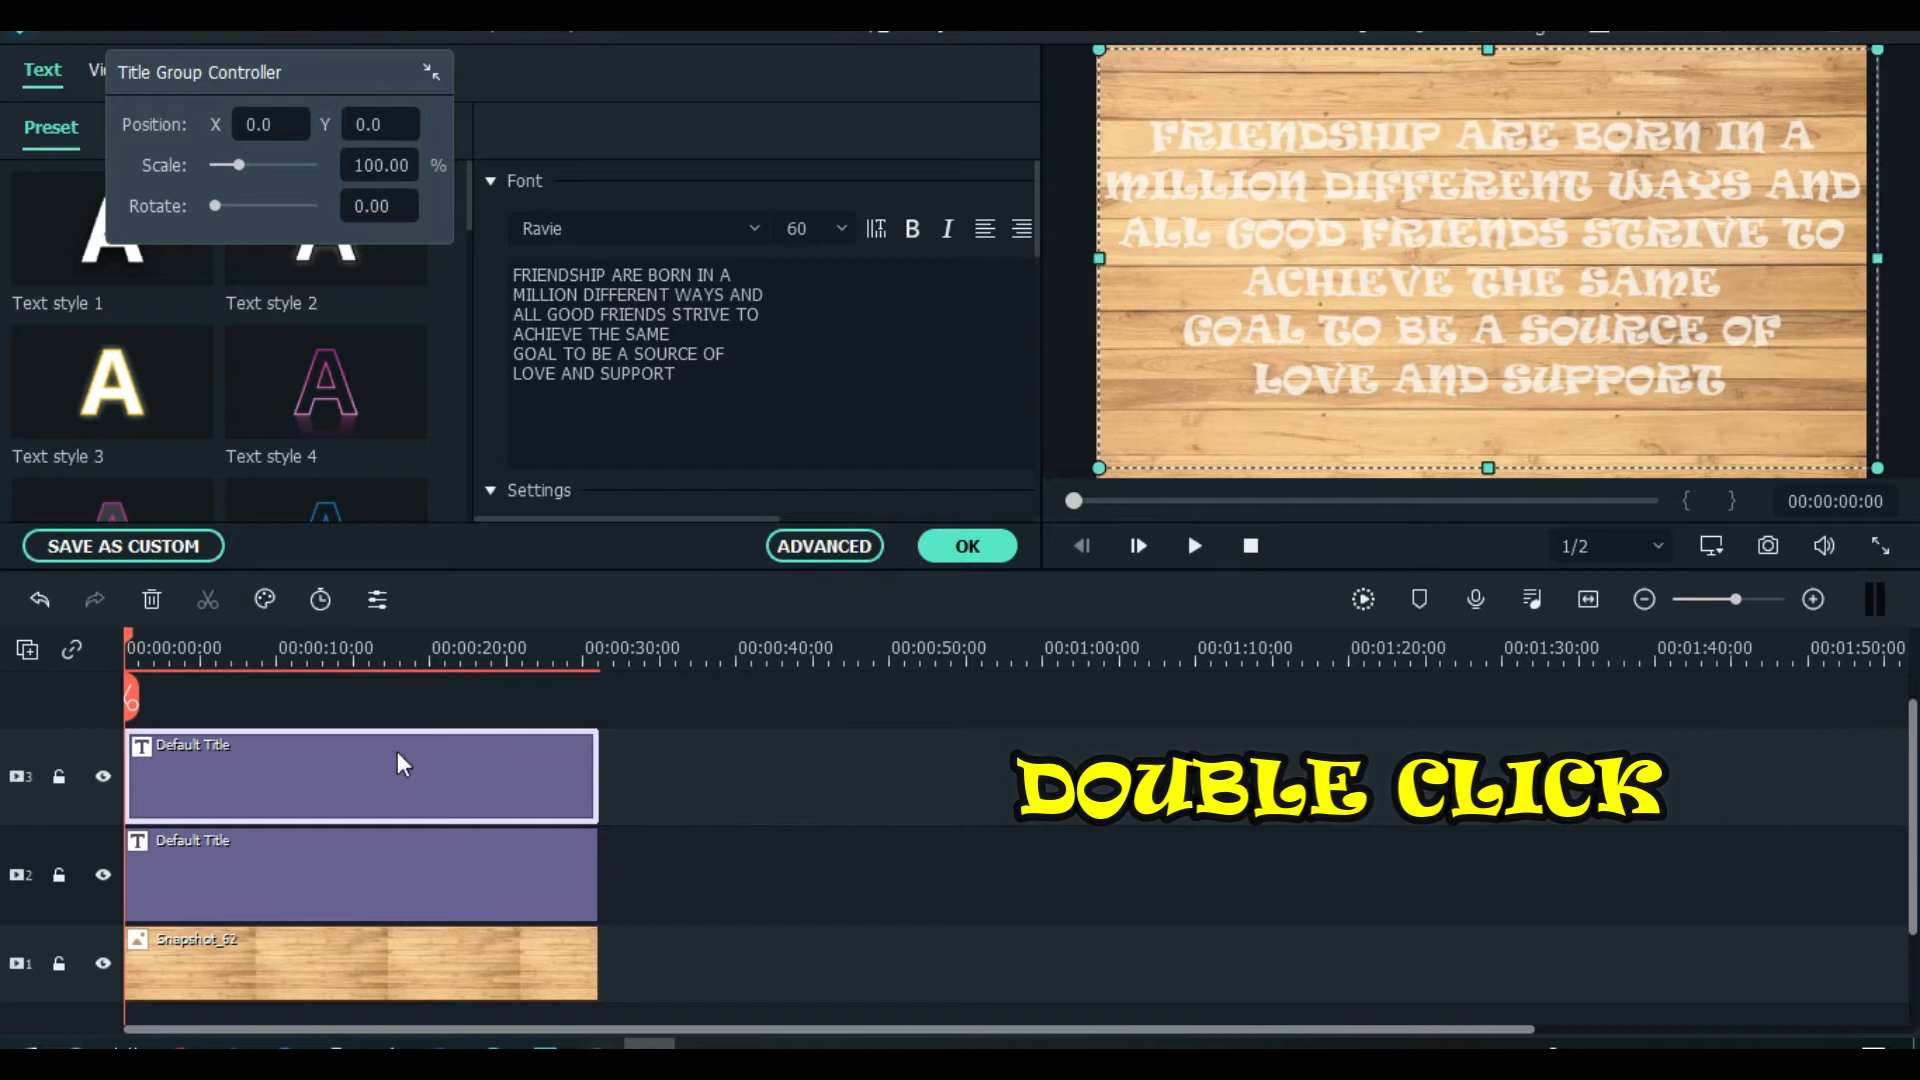 Text Vi
Title Group Controller
Preset
Position: X 0.0 Y 0.0
Scale: 100.00 %
Rotate: 0.00
Text style 1
Text style 2
Text style 3
Text style 4
Font
Ravie 60 B I
FRIENDSHIP ARE BORN IN A
MILLION DIFFERENT WAYS AND
ALL GOOD FRIENDS STRIVE TO
ACHIEVE THE SAME
GOAL TO BE A SOURCE OF
LOVE AND SUPPORT
Settings
SAVE AS CUSTOM
ADVANCED
OK
FRIENDSHIP ARE BORN IN A
MILLION DIFFERENT WAYS AND
ALL GOOD FRIENDS STRIVE TO
ACHIEVE THE SAME
GOAL TO BE A SOURCE OF
LOVE AND SUPPORT
{ } 00:00:00:00
1/2
00:00:00:00 00:00:10:00 00:00:20:00 00:00:30:00 00:00:40:00 00:00:50:00 00:01:00:00 00:01:10:00 00:01:20:00 00:01:30:00 00:01:40:00 00:01:50:00
T Default Title
3
DOUBLE CLICK
T Default Title
2
Snapshot_62
1